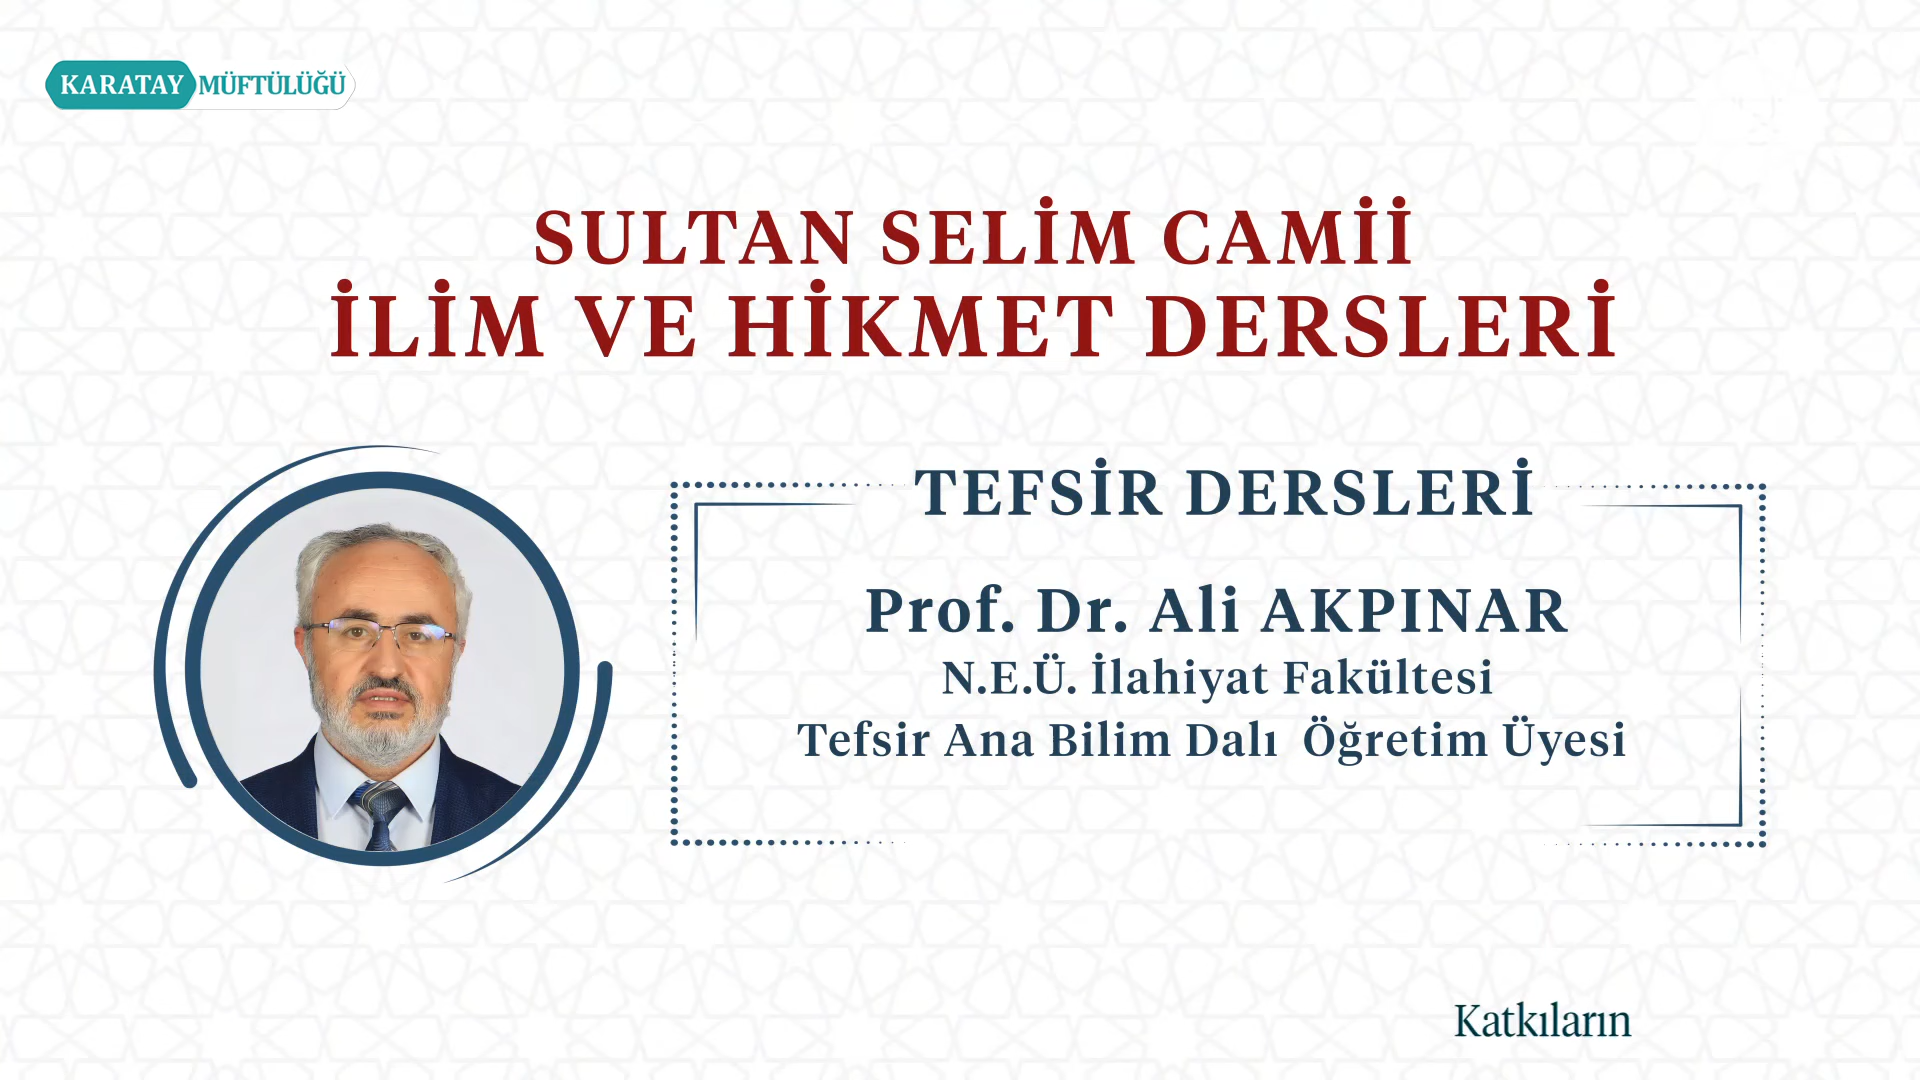 KARATAY MÜFTÜLÜĞÜ
SULTAN SELİM CAMİİ
İLİM VE HİKMET DERSLERİ
TEFSİR DERSLERİ
Prof. Dr. Ali AKPINAR
N.E.Ü. İlahiyat Fakültesi
Tefsir Ana Bilim Dalı Öğretim Üyesi
Katkıların